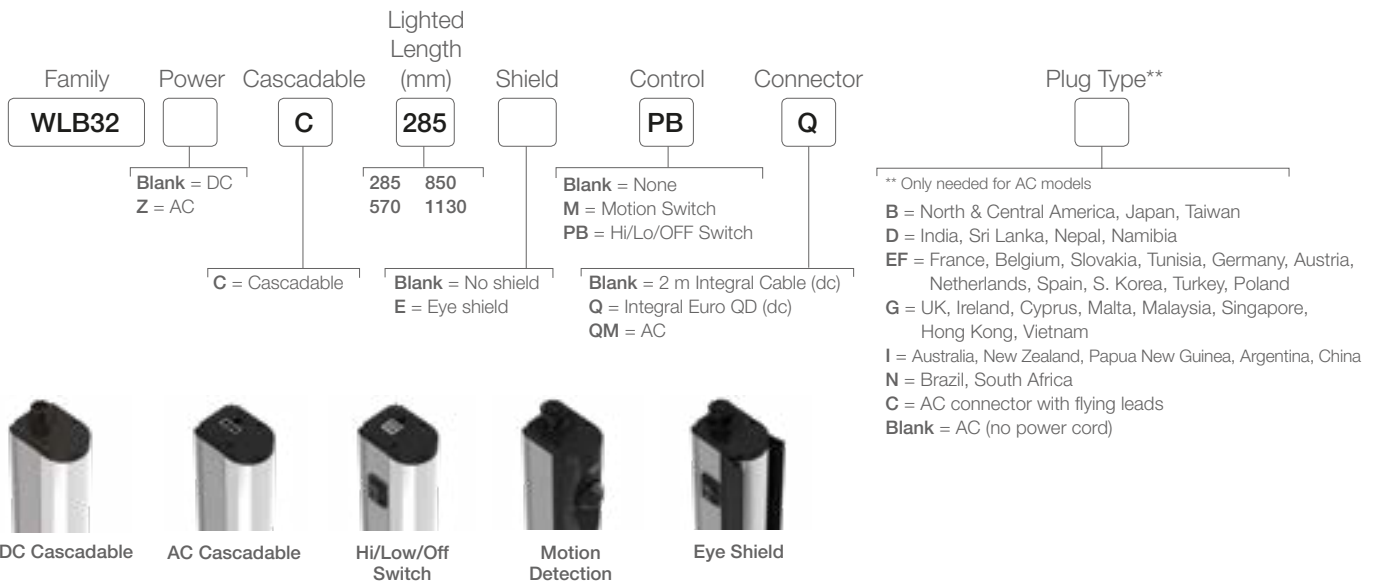 Lighted
Length
Family Power Cascadable (mm) Shield Control Connector Plug Type**
WLB32 C 285 PB Q
Blank = DC
Z = AC
C = Cascadable
285 850
570 1130
Blank = No shield
E = Eye shield
Blank = None
M = Motion Switch
PB = Hi/Lo/OFF Switch
Blank = 2 m Integral Cable (dc)
Q = Integral Euro QD (dc)
QM = AC
** Only needed for AC models
B = North & Central America, Japan, Taiwan
D = India, Sri Lanka, Nepal, Namibia
EF = France, Belgium, Slovakia, Tunisia, Germany, Austria,
Netherlands, Spain, S. Korea, Turkey, Poland
G = UK, Ireland, Cyprus, Malta, Malaysia, Singapore,
Hong Kong, Vietnam
I = Australia, New Zealand, Papua New Guinea, Argentina, China
N = Brazil, South Africa
C = AC connector with flying leads
Blank = AC (no power cord)
DC Cascadable
AC Cascadable
Hi/Low/Off
Switch
Motion
Detection
Eye Shield